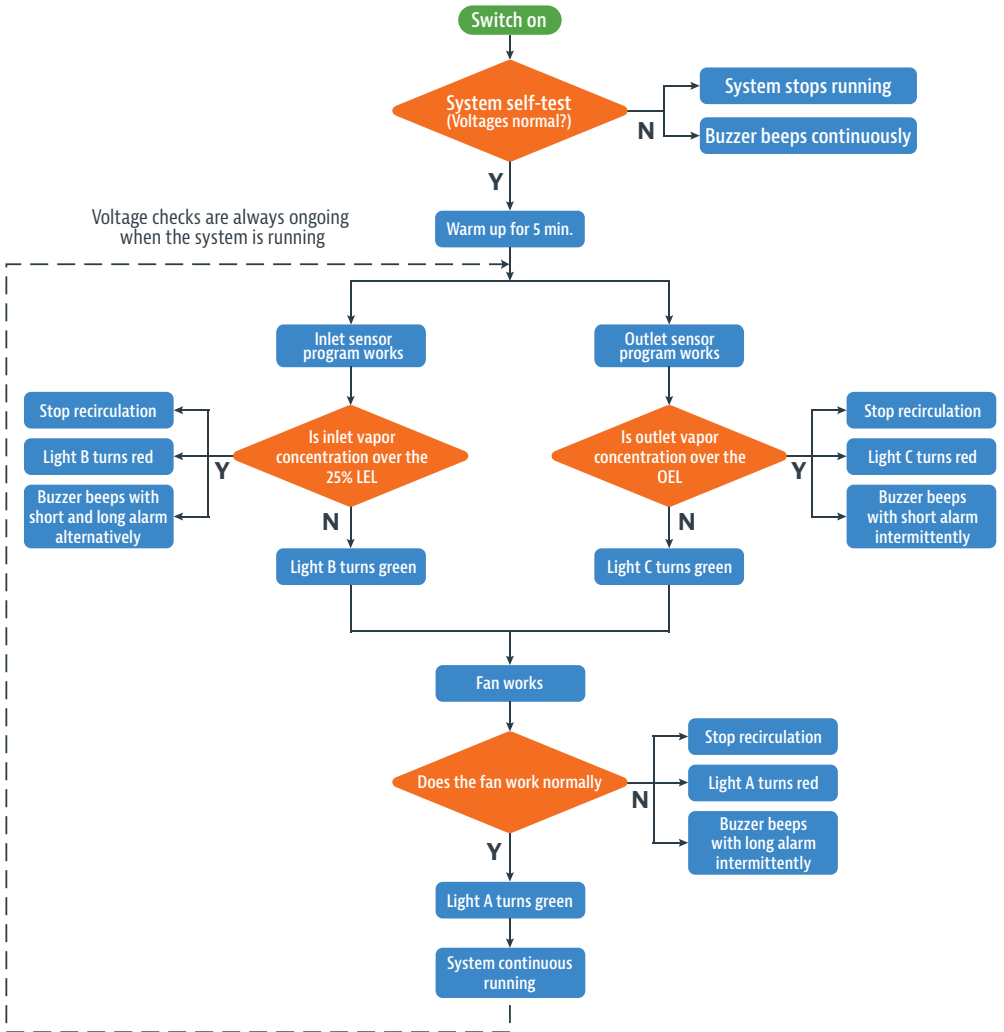 Switch on
System self-test
(Voltages normal?)
N
System stops running
Buzzer beeps continuously
Y
Warm up for 5 min.
Voltage checks are always ongoing
when the system is running
Inlet sensor
program works
Outlet sensor
program works
Is inlet vapor
concentration over the
25% LEL
Y
Stop recirculation
Light B turns red
Buzzer beeps with
short and long alarm
alternatively
N
Light B turns green
Is outlet vapor
concentration over the
OEL
Y
Stop recirculation
Light C turns red
Buzzer beeps
with short alarm
intermittently
N
Light C turns green
Fan works
Does the fan work normally
N
Stop recirculation
Light A turns red
Buzzer beeps
with long alarm
intermittently
Y
Light A turns green
System continuous
running